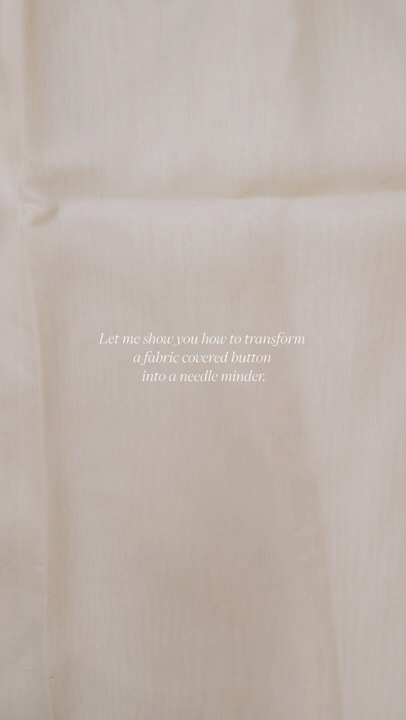 Let me show you how to transform
a fabric covered button
into a needle minder.